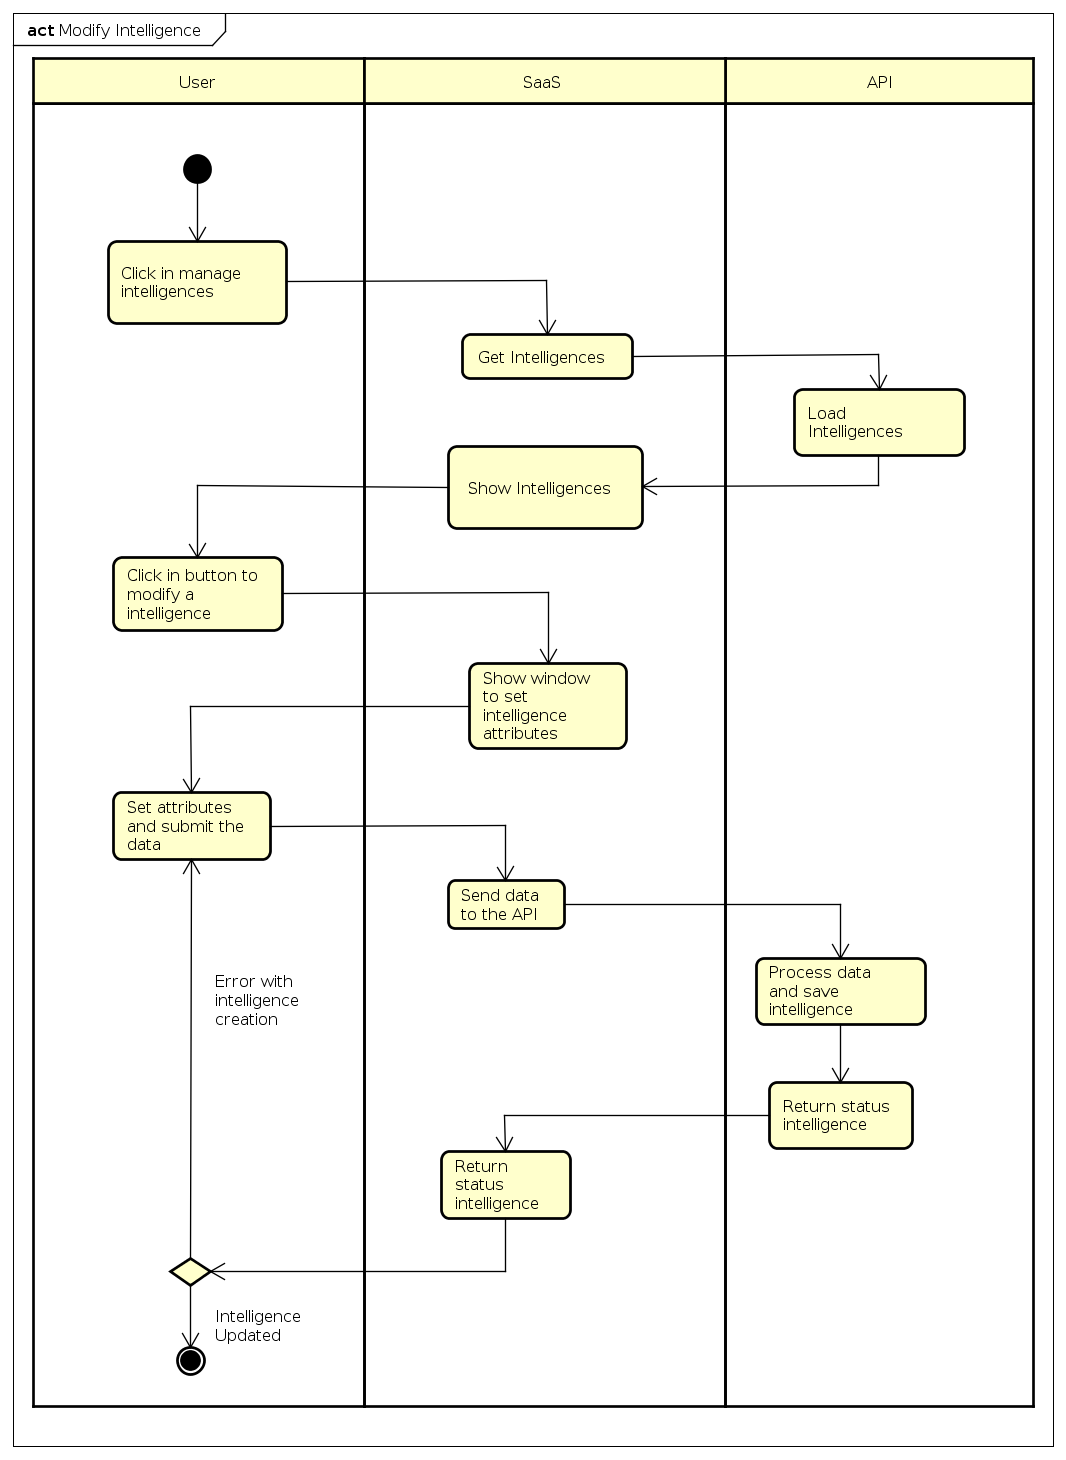 act Modify Intelligence
User
SaaS
API
Click in manage
intelligences
Get Intelligences
Load
Intelligences
Show Intelligences
Click in button to
modify a
intelligence
Show window
to set
intelligence
attributes
Set attributes
and submit the
data
Send data
to the API
Process data
and save
intelligence
Error with
intelligence
creation
Return status
intelligence
Return
status
intelligence
Intelligence
Updated